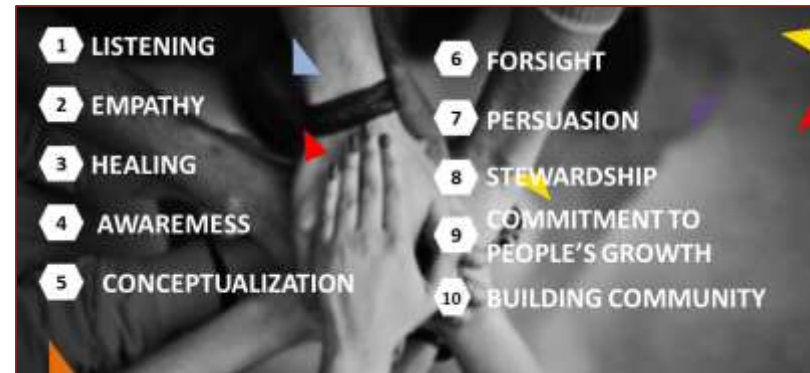 1 LISTENING
2 EMPATHY
3 HEALING
4 AWAREMESS
5 CONCEPTUALIZATION
6 FORSIGHT
7 PERSUASION
8 STEWARDSHIP
9 COMMITMENT TO
PEOPLE'S GROWTH
10 BUILDING COMMUNITY